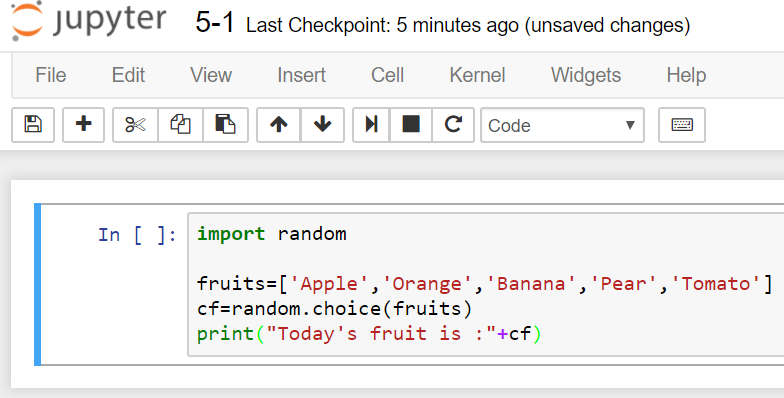 jupyter 5-1 Last Checkpoint: 5 minutes ago (unsaved changes)
File Edit View Insert Cell Kernel Widgets Help
Code
In [ ]: import random
fruits=['Apple','Orange','Banana','Pear','Tomato']
cf=random.choice(fruits)
print("Today's fruit is :"+cf)